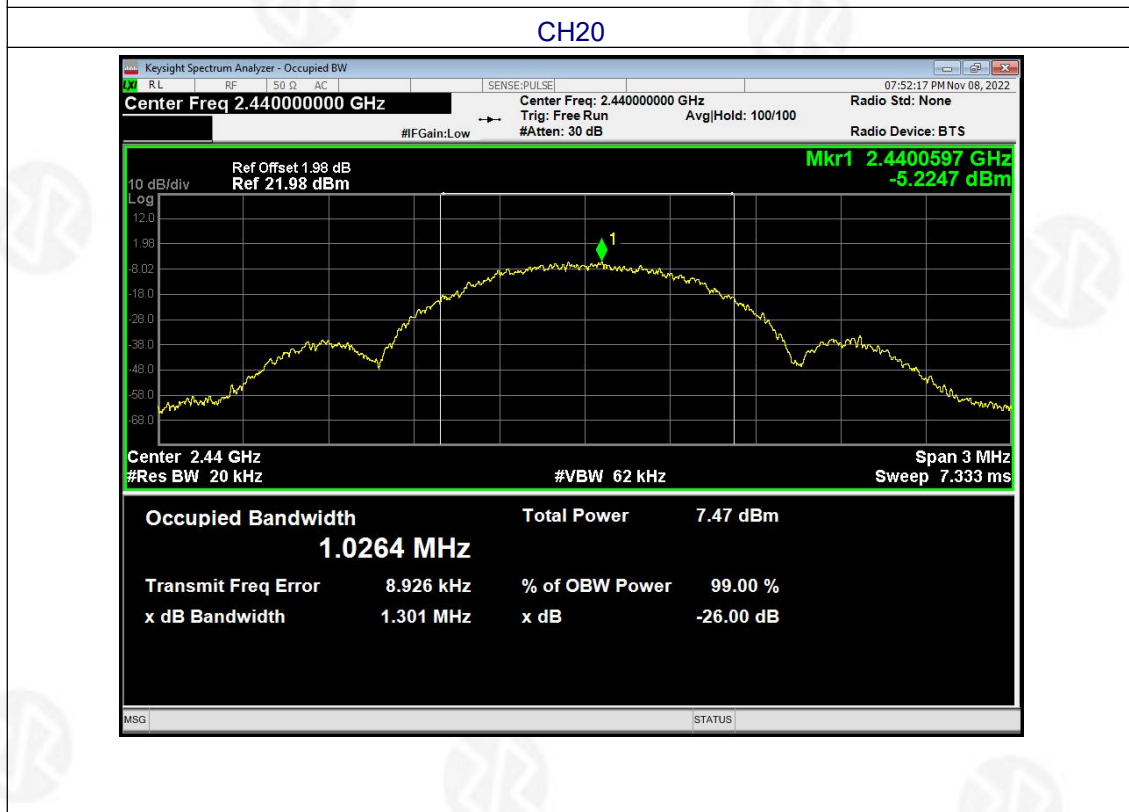 CH20
Keysight Spectrum Analyzer - Occupied BW
LXI RL RF 50 Ω AC SENSE:PULSE 07:52:17 PM Nov 08, 2022
Center Freq 2.440000000 GHz Center Freq: 2.440000000 GHz Radio Std: None
Trig: Free Run Avg|Hold: 100/100
#IFGain:Low #Atten: 30 dB Radio Device: BTS
Ref Offset 1.98 dB Mkr1 2.4400597 GHz
10 dB/div Ref 21.98 dBm -5.2247 dBm
Log
12.0
1
1.98
-8.02
-18.0
-28.0
-38.0
-48.0
-58.0
-68.0
Center 2.44 GHz Span 3 MHz
#Res BW 20 kHz #VBW 62 kHz Sweep 7.333 ms
Occupied Bandwidth Total Power 7.47 dBm
1.0264 MHz
Transmit Freq Error 8.926 kHz % of OBW Power 99.00 %
x dB Bandwidth 1.301 MHz x dB -26.00 dB
MSG STATUS